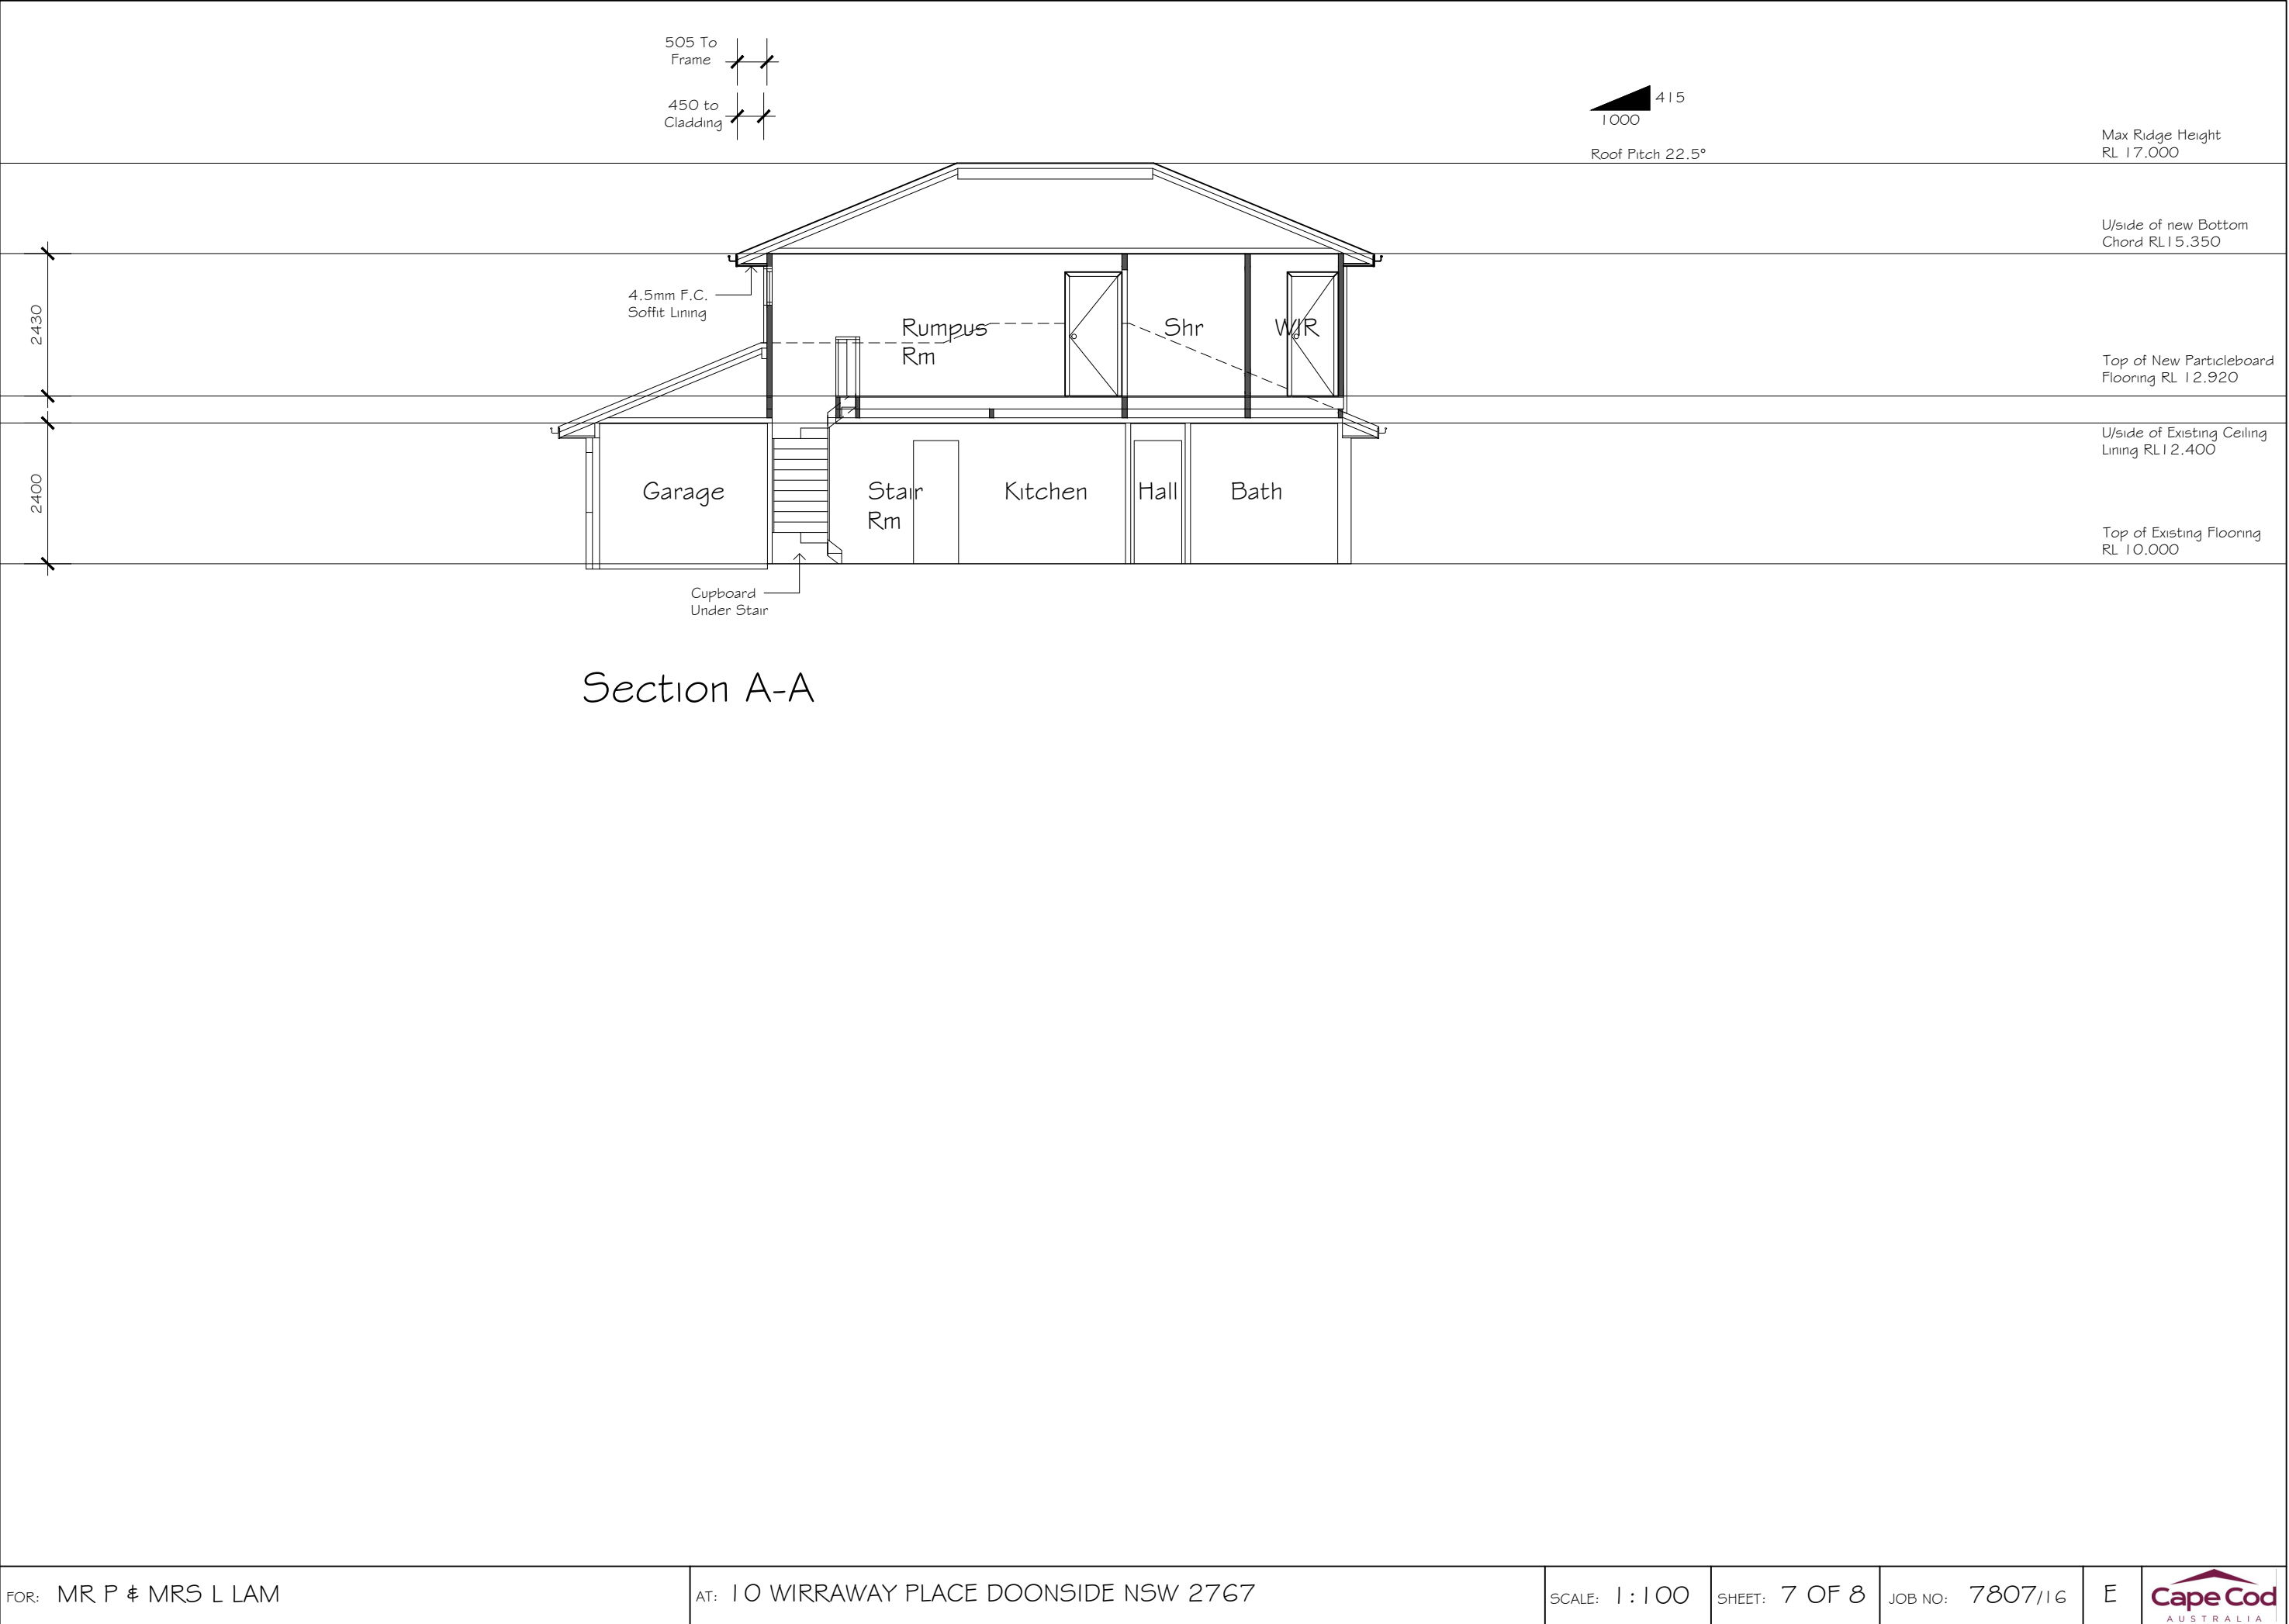 505 To
Frame
450 to
Cladding
415
1000
Roof Pitch 22.5°
Max Ridge Height
RL 17.000
U/side of new Bottom
Chord RL15.350
2430
4.5mm F.C.
Soffit Lining
Rumpus
Rm
Shr
WIR
Top of New Particleboard
Flooring RL 12.920
U/side of Existing Ceiling
Lining RL12.400
2400
Garage
Stair
Rm
Kitchen
Hall
Bath
Top of Existing Flooring
RL 10.000
Cupboard
Under Stair
Section A-A
FOR: MR P & MRS L LAM
AT: 10 WIRRAWAY PLACE DOONSIDE NSW 2767
SCALE: 1:100
SHEET: 7 OF 8
JOB NO: 7807/16
E
Cape Cod
AUSTRALIA